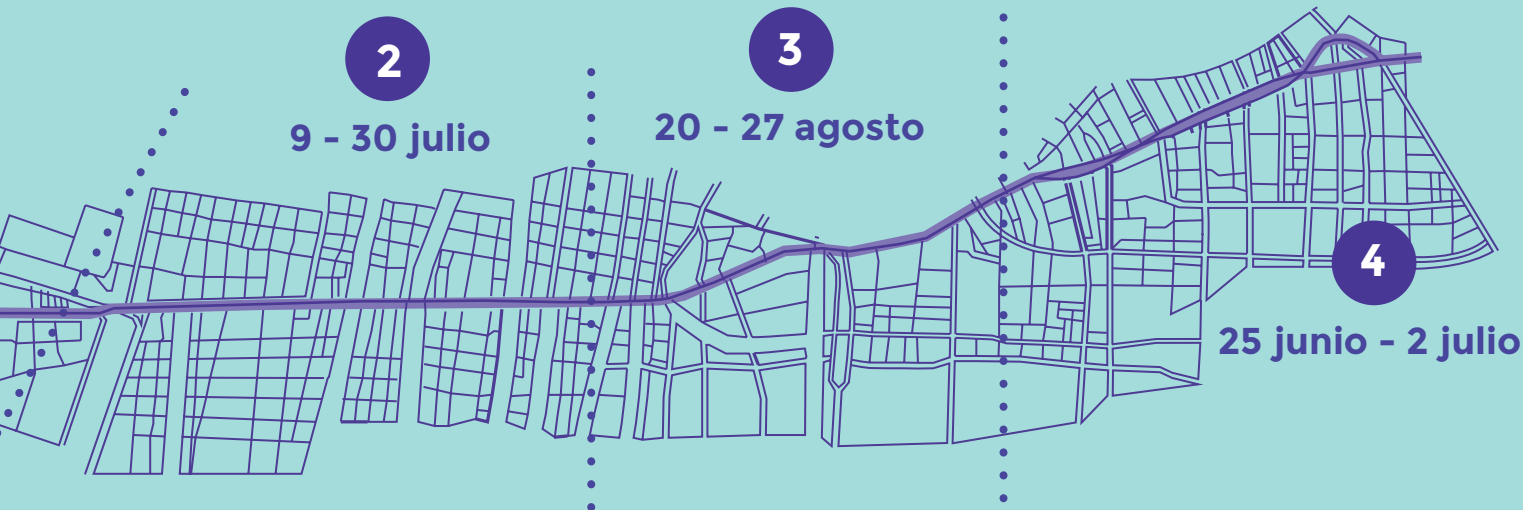 2
9 - 30 julio
3
20 - 27 agosto
4
25 junio - 2 julio